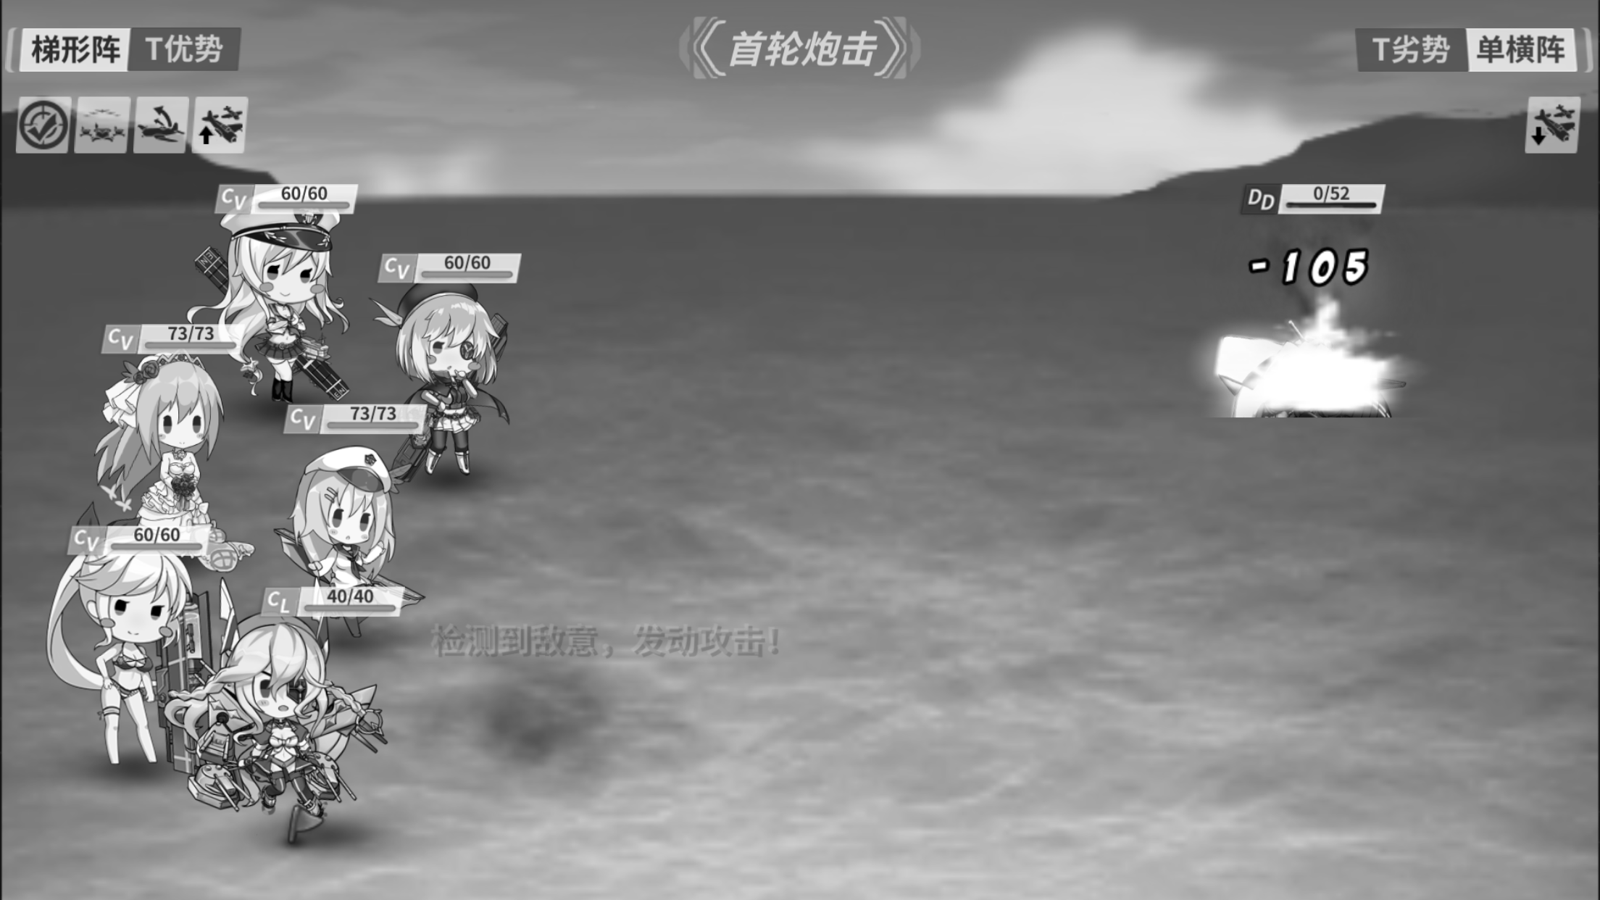 梯形阵 T优势
首轮炮击
T劣势 单横阵
CV 60/60
DD 0/52
-105
CV 60/60
CV 73/73
CV 73/73
CV 60/60
CL 40/40
检测到敌意，发动攻击！